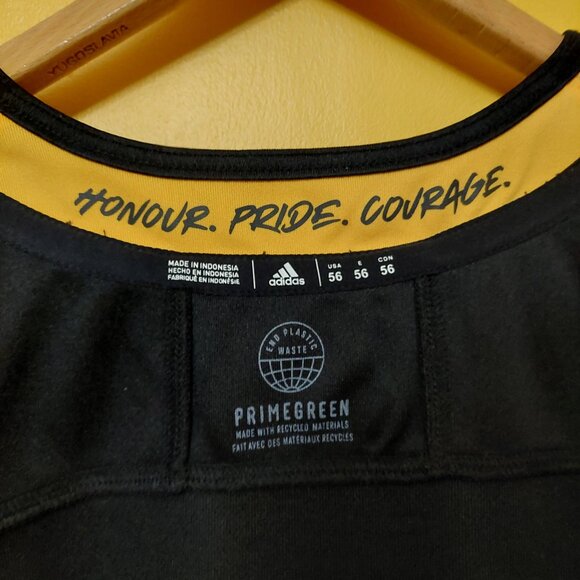 YUGOSLAVIA
HONOUR. PRIDE. COURAGE.
MADE IN INDONESIA
HECHO EN INDONESIA
FABRIQUÉ EN INDONÉSIE
adidas
USA
56
E
56
CDN
56
END PLASTIC
WASTE
PRIMEGREEN
MADE WITH RECYCLED MATERIALS
FAIT AVEC DES MATÉRIAUX RECYCLÉS